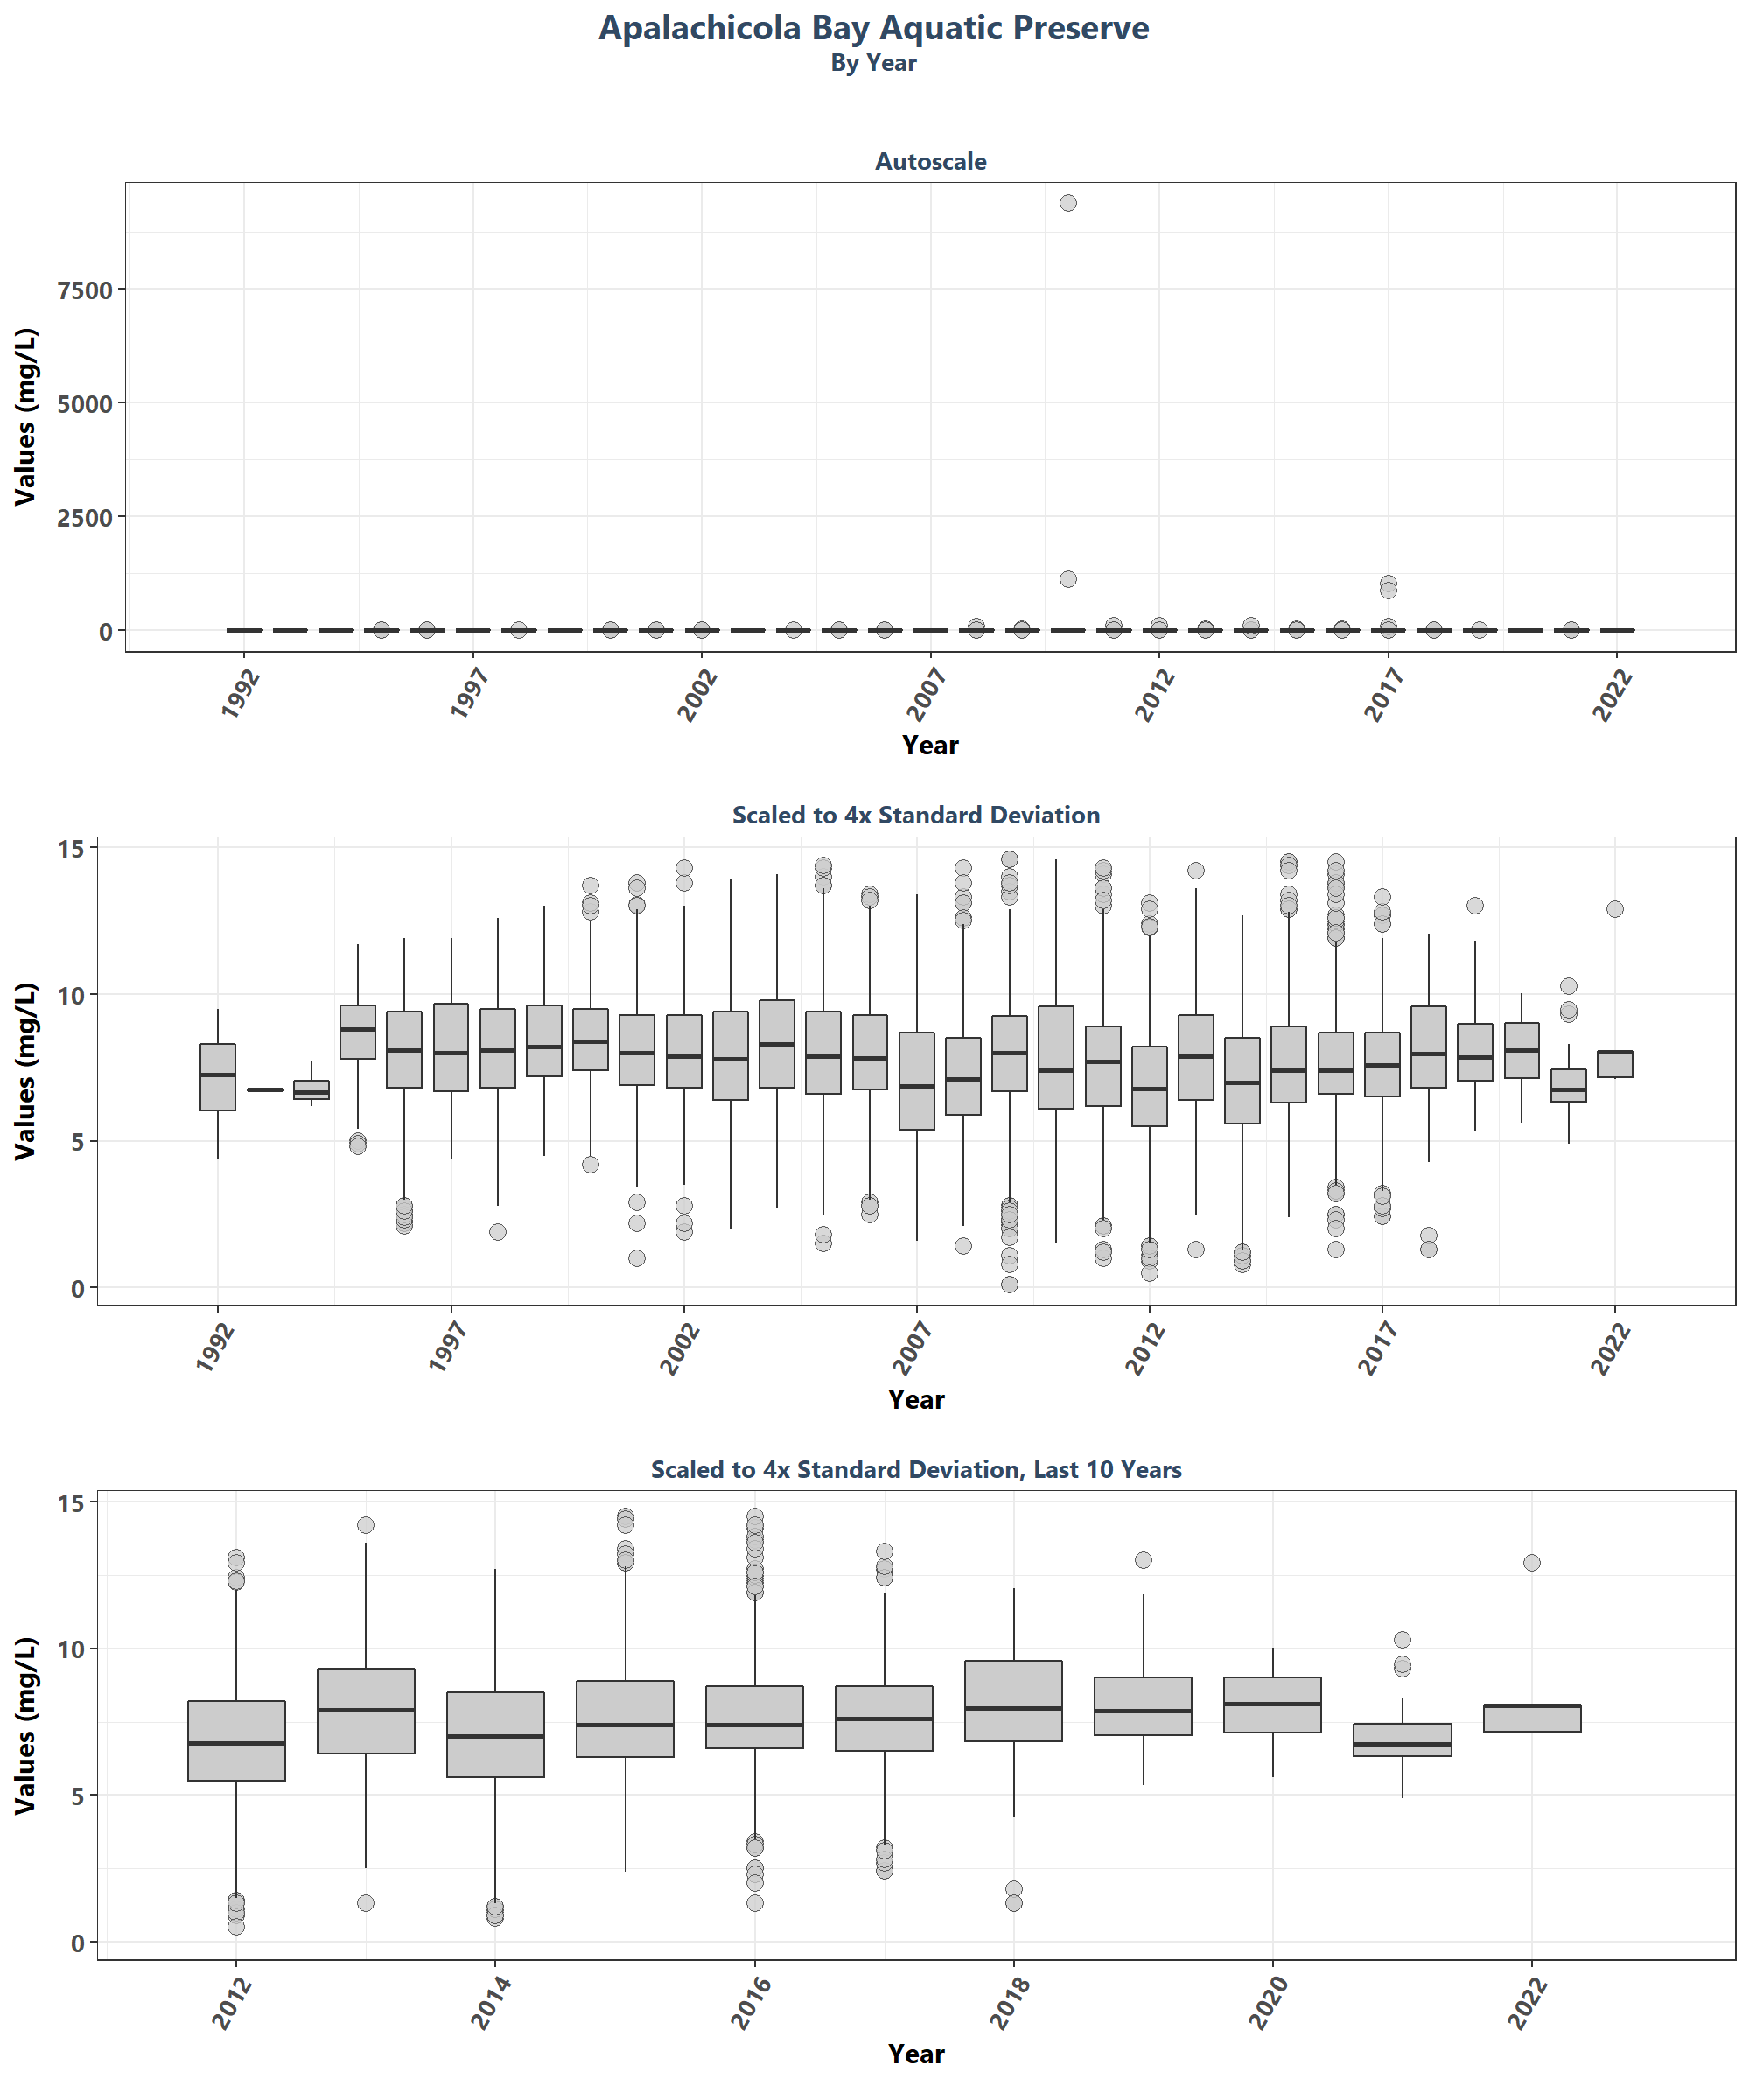 Apalachicola Bay Aquatic Preserve
By Year
Autoscale
Values (mg/L)
7500
5000
2500
0
1992 1997 2002 2007 2012 2017 2022
Year
Scaled to 4x Standard Deviation
Values (mg/L)
15
10
5
0
1992 1997 2002 2007 2012 2017 2022
Year
Scaled to 4x Standard Deviation, Last 10 Years
Values (mg/L)
15
10
5
0
2012 2014 2016 2018 2020 2022
Year